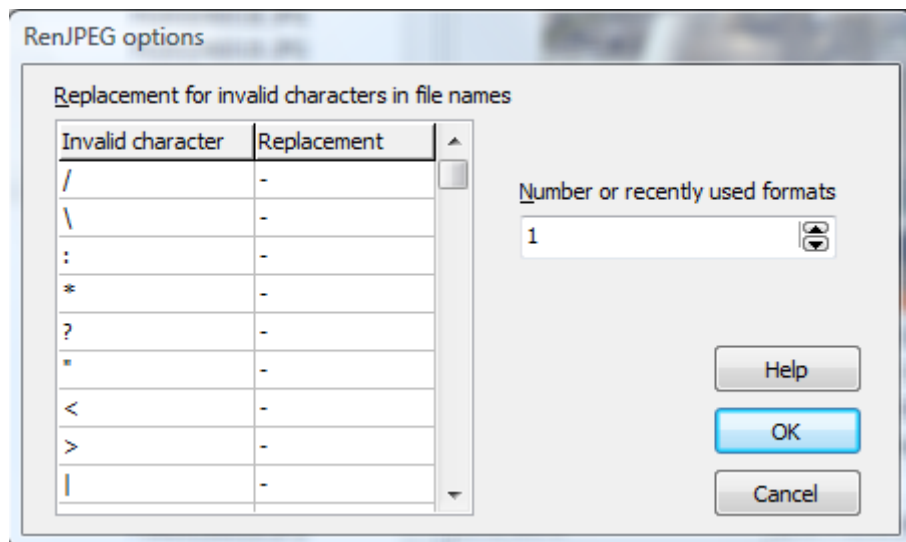 RenJPEG options
Replacement for invalid characters in file names
Invalid character Replacement
/ -
\ -
: -
* -
? -
" -
< -
> -
| -
Number or recently used formats
1
Help
OK
Cancel